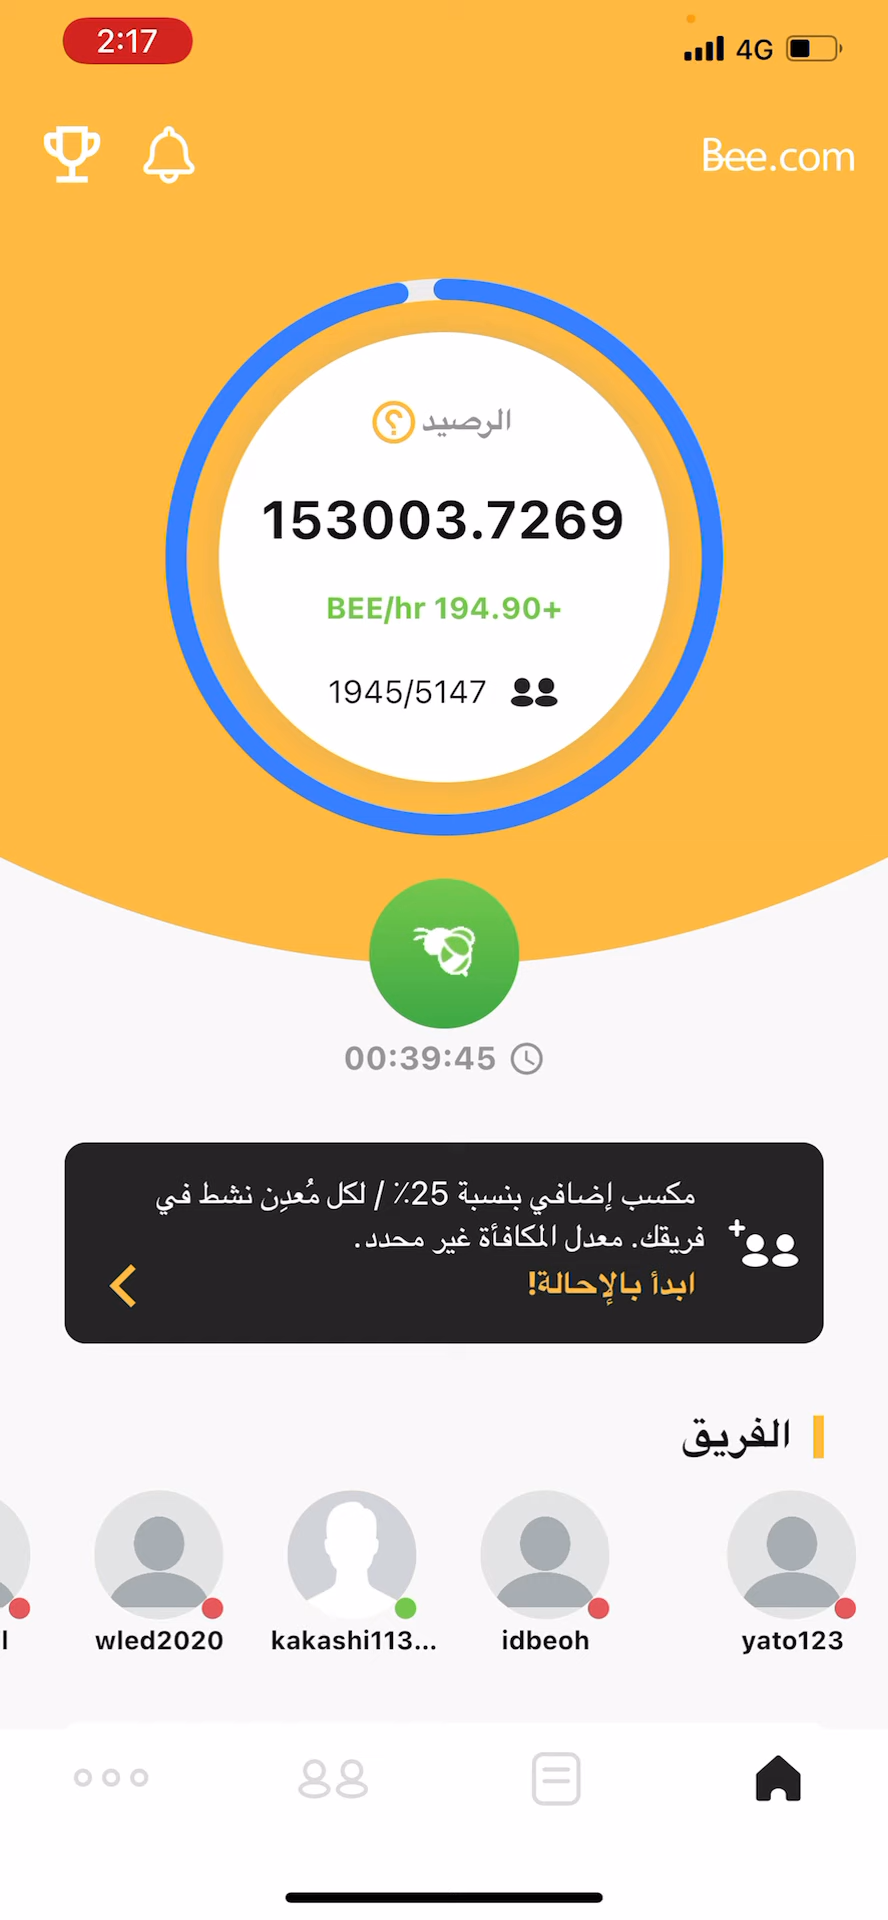 2:17
4G
Bee.com
الرصيد
153003.7269
BEE/hr 194.90+
1945/5147
00:39:45
مكسب إضافي بنسبة 25٪ / لكل مُعدِن نشط في
فريقك. معدل المكافأة غير محدد.
ابدأ بالإحالة!
الفريق
yato123
idbeoh
kakashi113...
wled2020
l